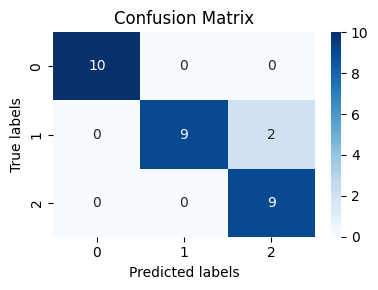 Confusion Matrix
0 10 0 0 10
8
1 0 9 2 6
True labels
4
2 0 0 9 2
0
0 1 2
Predicted labels